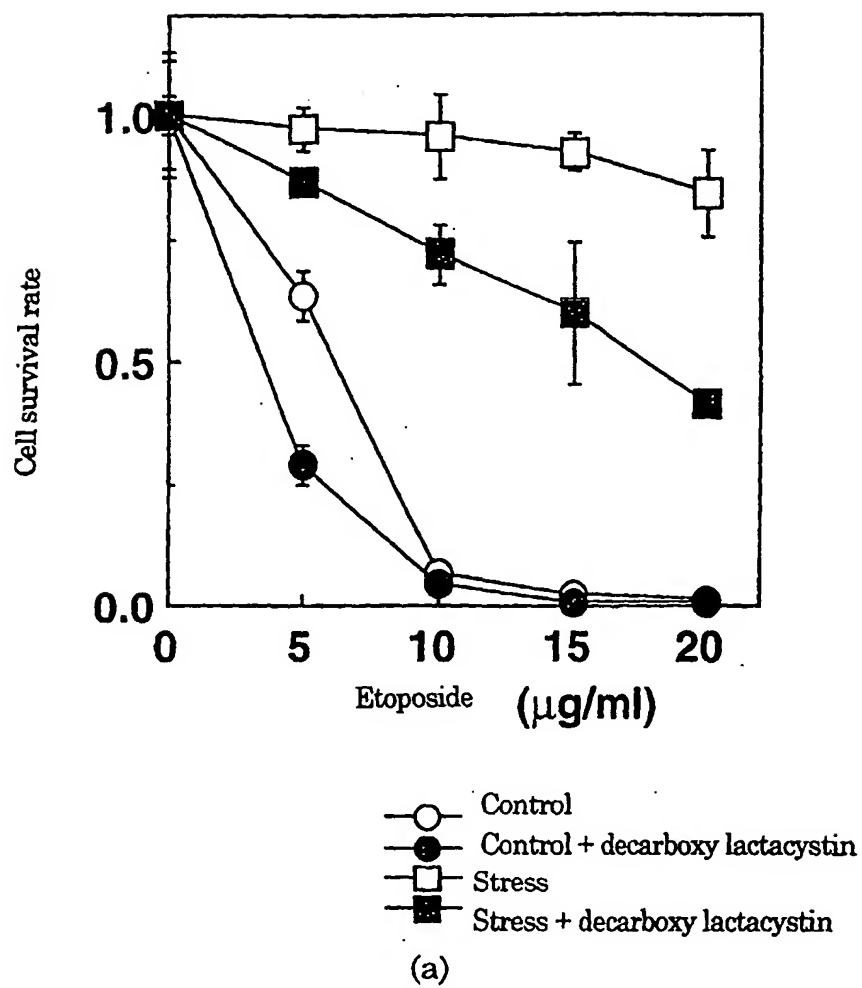 1.0
0.5
0.0
Cell survival rate
0 5 10 15 20
Etoposide (μg/ml)
Control
Control + decarboxy lactacystin
Stress
Stress + decarboxy lactacystin
(a)